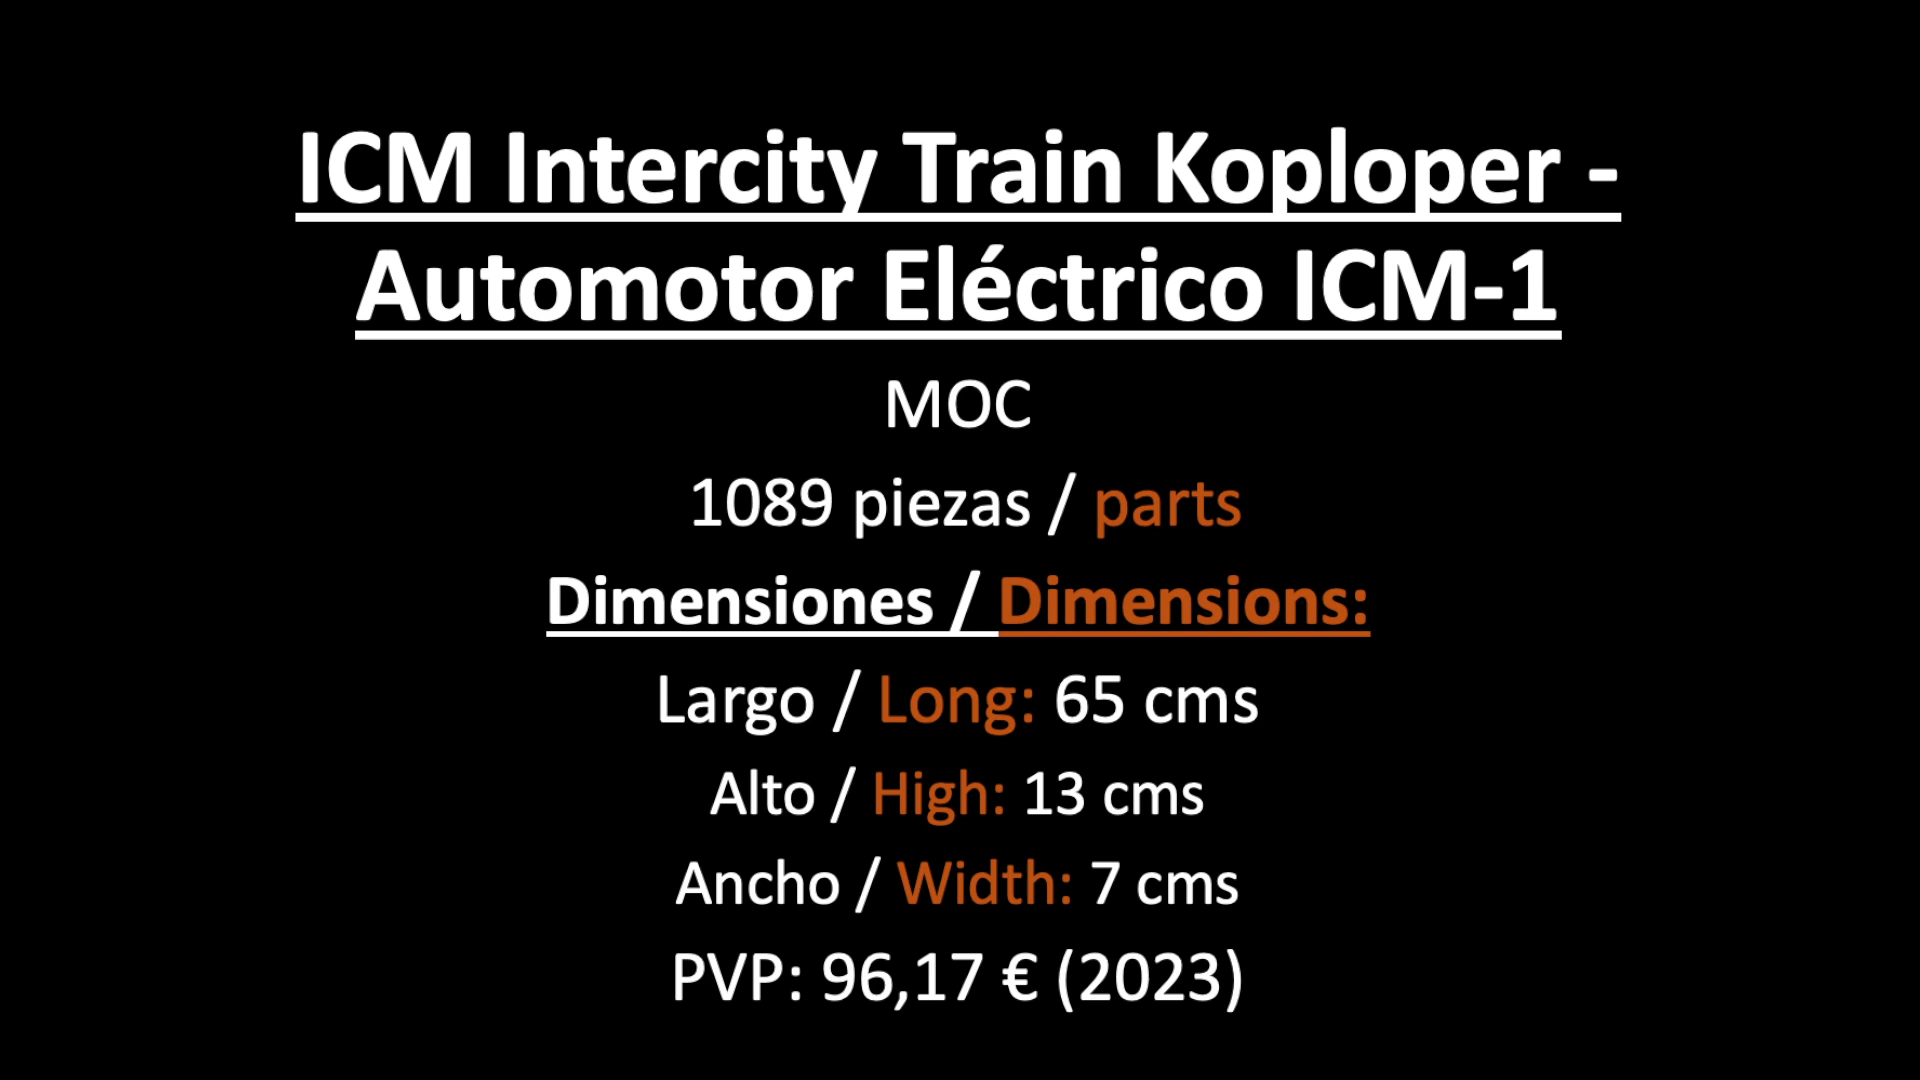 ICM Intercity Train Koploper -
Automotor Eléctrico ICM-1
MOC
1089 piezas / parts
Dimensiones / Dimensions:
Largo / Long: 65 cms
Alto / High: 13 cms
Ancho / Width: 7 cms
PVP: 96,17 € (2023)